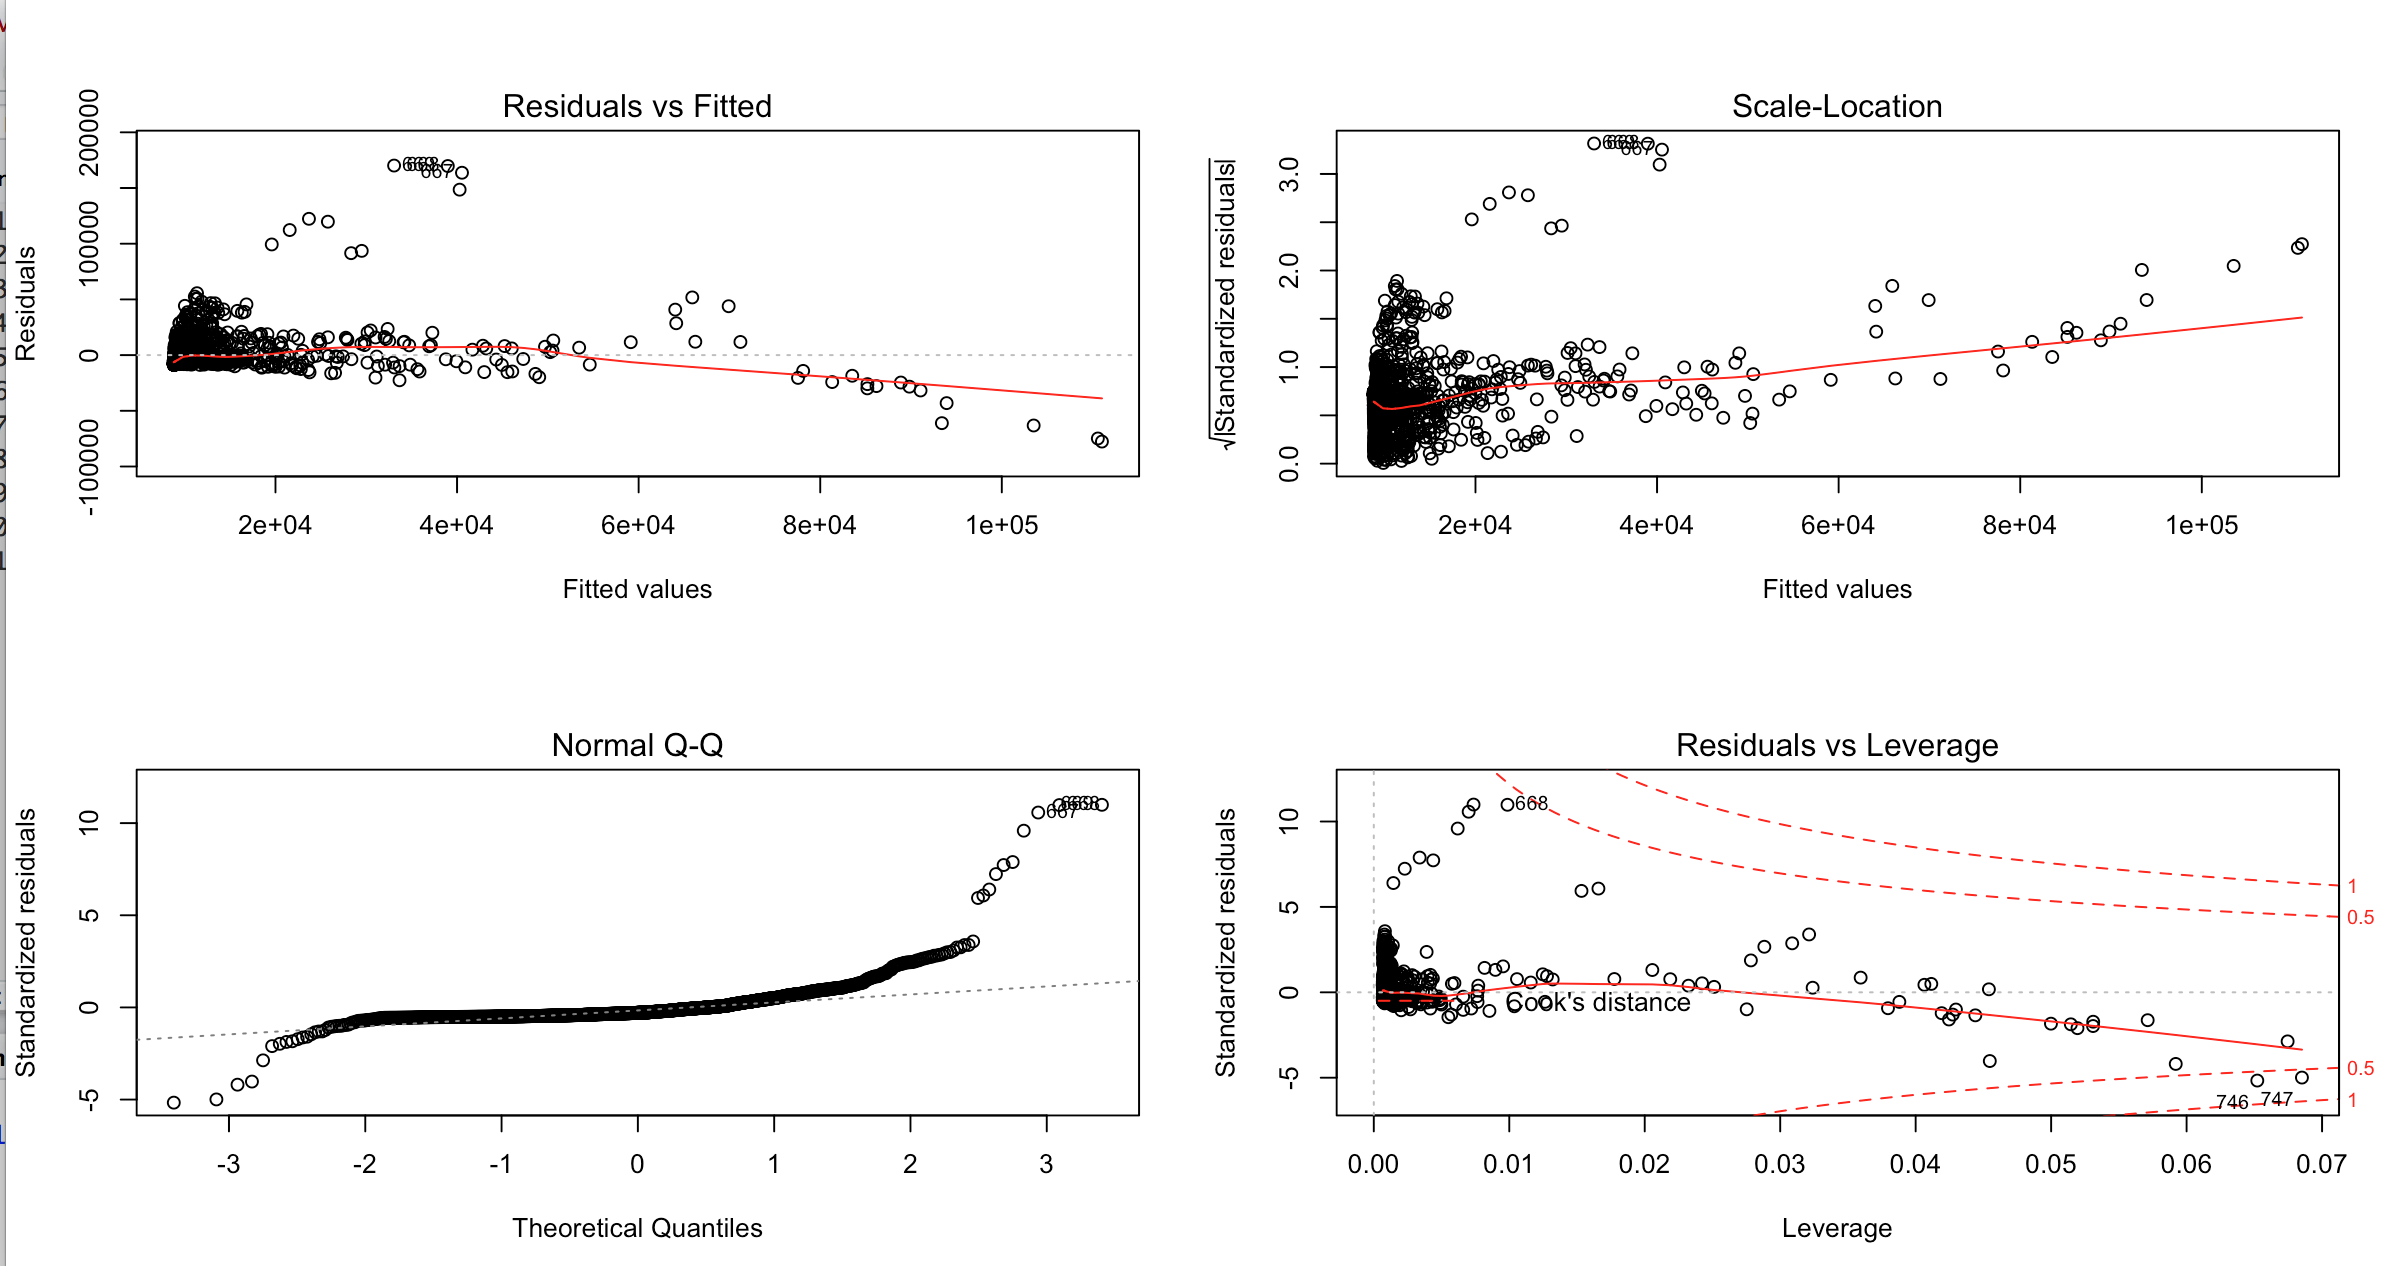 Residuals vs Fitted
Residuals
-100000 0 100000 200000
667
2e+04 4e+04 6e+04 8e+04 1e+05
Fitted values
Scale-Location
√|Standardized residuals|
0.0 1.0 2.0 3.0
667
2e+04 4e+04 6e+04 8e+04 1e+05
Fitted values
Normal Q-Q
Standardized residuals
-5 0 5 10
667
-3 -2 -1 0 1 2 3
Theoretical Quantiles
Residuals vs Leverage
Standardized residuals
-5 0 5 10
668
1
0.5
Cook's distance
0.5
746 747
1
0.00 0.01 0.02 0.03 0.04 0.05 0.06 0.07
Leverage